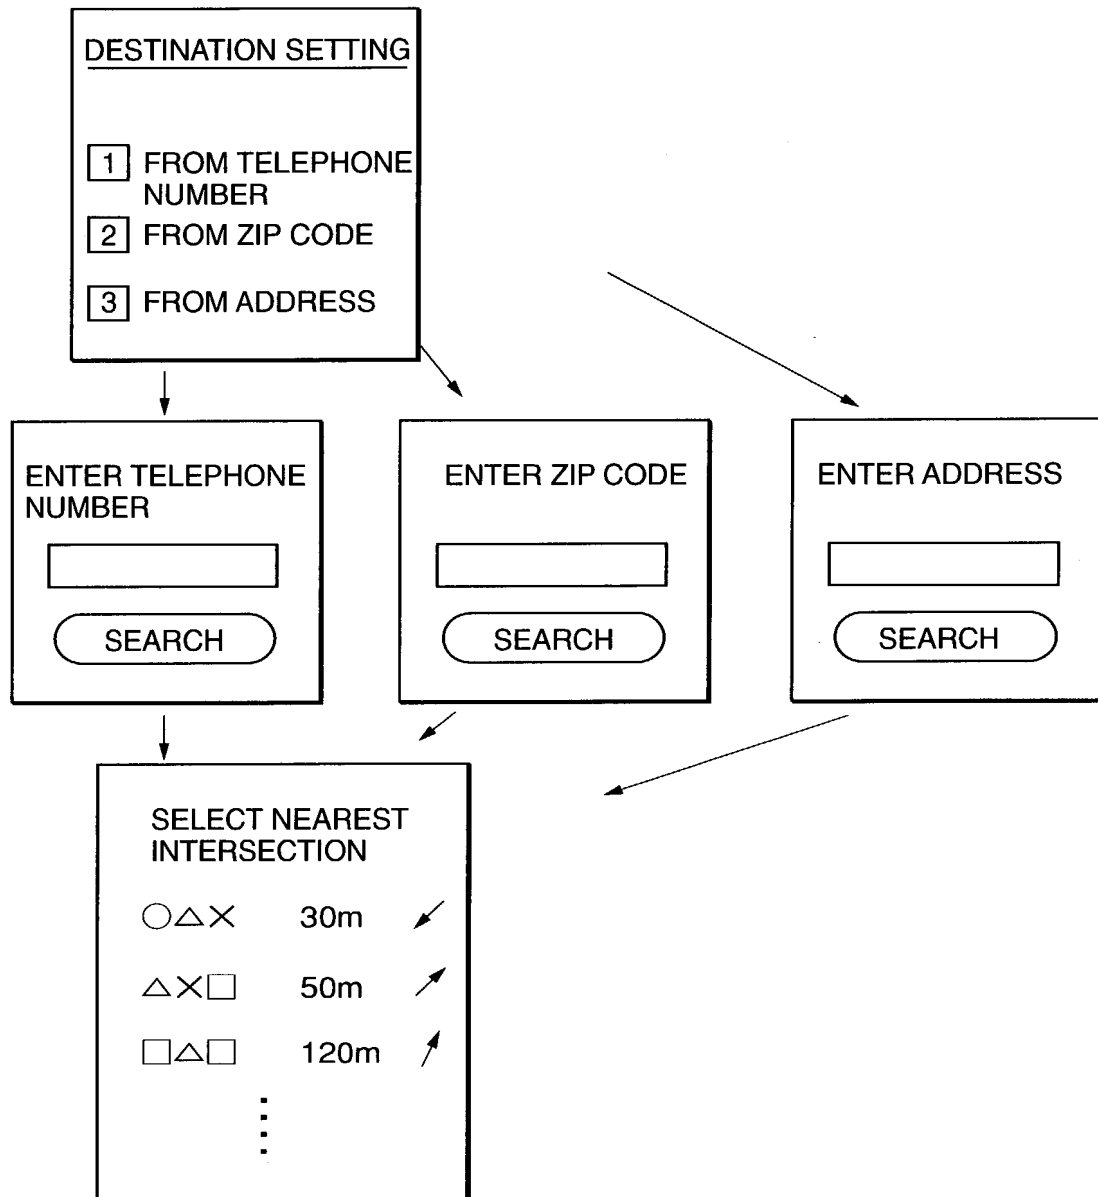 DESTINATION SETTING
1 FROM TELEPHONE
NUMBER
2 FROM ZIP CODE
3 FROM ADDRESS
ENTER TELEPHONE
NUMBER
SEARCH
ENTER ZIP CODE
SEARCH
ENTER ADDRESS
SEARCH
SELECT NEAREST
INTERSECTION
○△× 30m
△×□ 50m
□△□ 120m